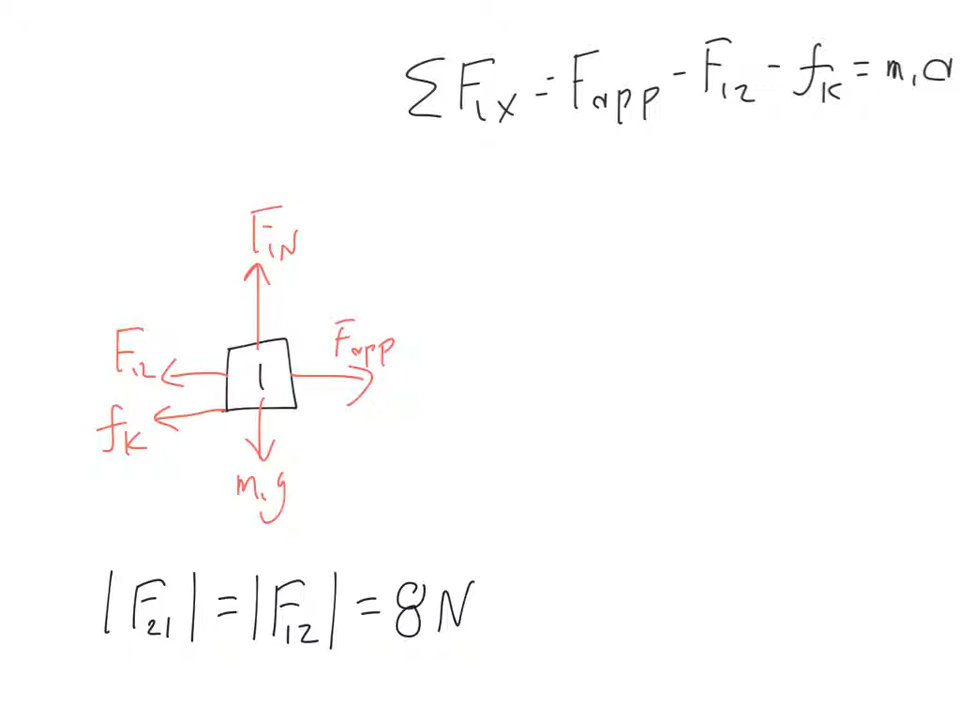 ΣF₁ₓ = Fapp - F₁₂ - fK = m₁a
F₁N
Fapp
F₁₂
1
fK
m₁g
|F₂₁| = |F₁₂| = 8N